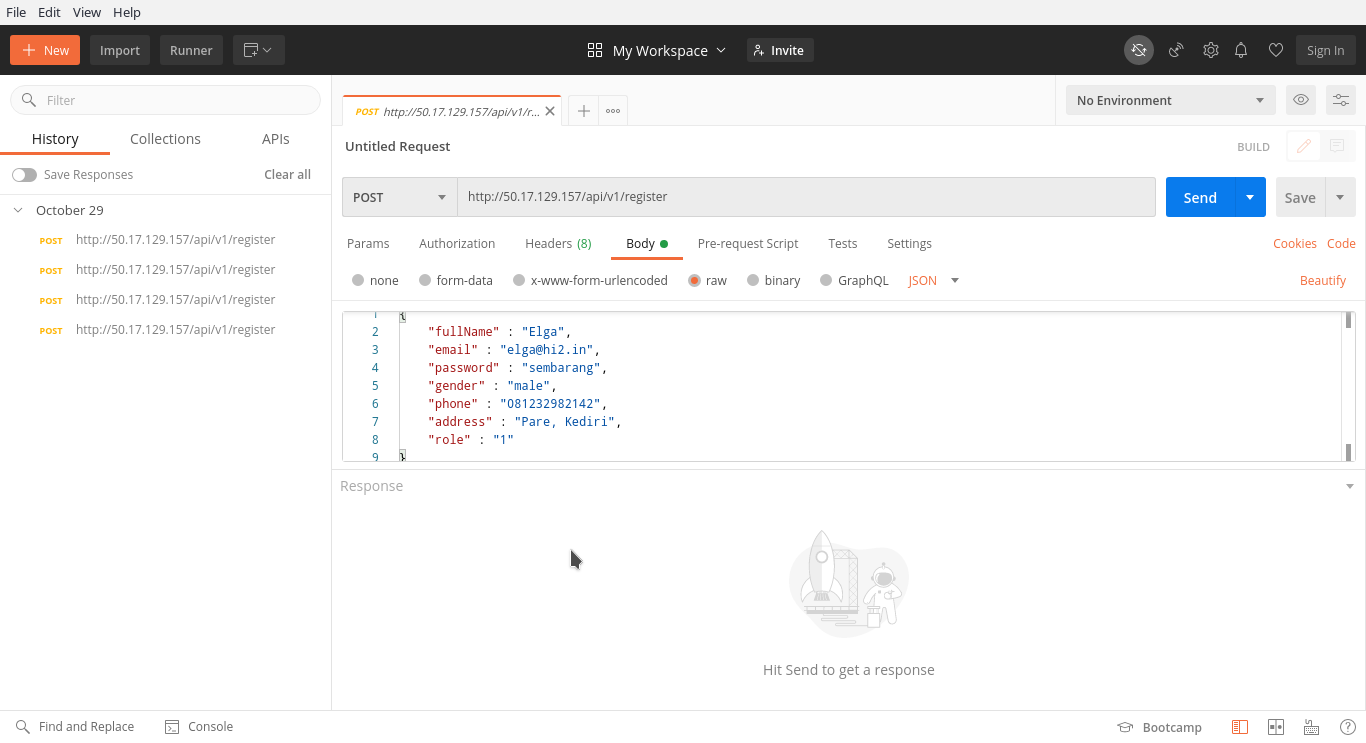 File Edit View Help
New Import Runner My Workspace Invite Sign In
Filter
History Collections APIs
Save Responses Clear all
October 29
POST http://50.17.129.157/api/v1/register
POST http://50.17.129.157/api/v1/register
POST http://50.17.129.157/api/v1/register
POST http://50.17.129.157/api/v1/register
POST http://50.17.129.157/api/v1/r... No Environment
Untitled Request BUILD
POST http://50.17.129.157/api/v1/register Send Save
Params Authorization Headers (8) Body Pre-request Script Tests Settings Cookies Code
none form-data x-www-form-urlencoded raw binary GraphQL JSON Beautify
1 {
2 "fullName" : "Elga",
3 "email" : "elga@hi2.in",
4 "password" : "sembarang",
5 "gender" : "male",
6 "phone" : "081232982142",
7 "address" : "Pare, Kediri",
8 "role" : "1"
9 }
Response
Hit Send to get a response
Find and Replace Console Bootcamp